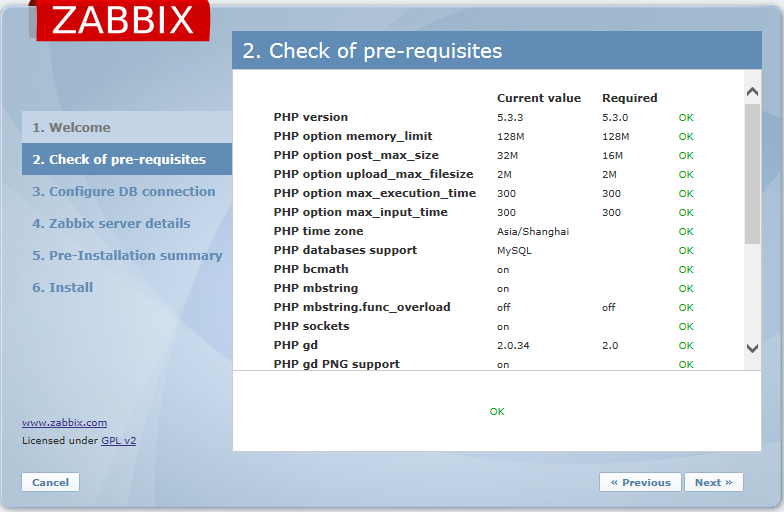 ZABBIX
2. Check of pre-requisites
1. Welcome
2. Check of pre-requisites
3. Configure DB connection
4. Zabbix server details
5. Pre-Installation summary
6. Install
Current value Required
PHP version 5.3.3 5.3.0 OK
PHP option memory_limit 128M 128M OK
PHP option post_max_size 32M 16M OK
PHP option upload_max_filesize 2M 2M OK
PHP option max_execution_time 300 300 OK
PHP option max_input_time 300 300 OK
PHP time zone Asia/Shanghai OK
PHP databases support MySQL OK
PHP bcmath on OK
PHP mbstring on OK
PHP mbstring.func_overload off off OK
PHP sockets on OK
PHP gd 2.0.34 2.0 OK
PHP gd PNG support on OK
OK
www.zabbix.com
Licensed under GPL v2
Cancel
« Previous
Next »